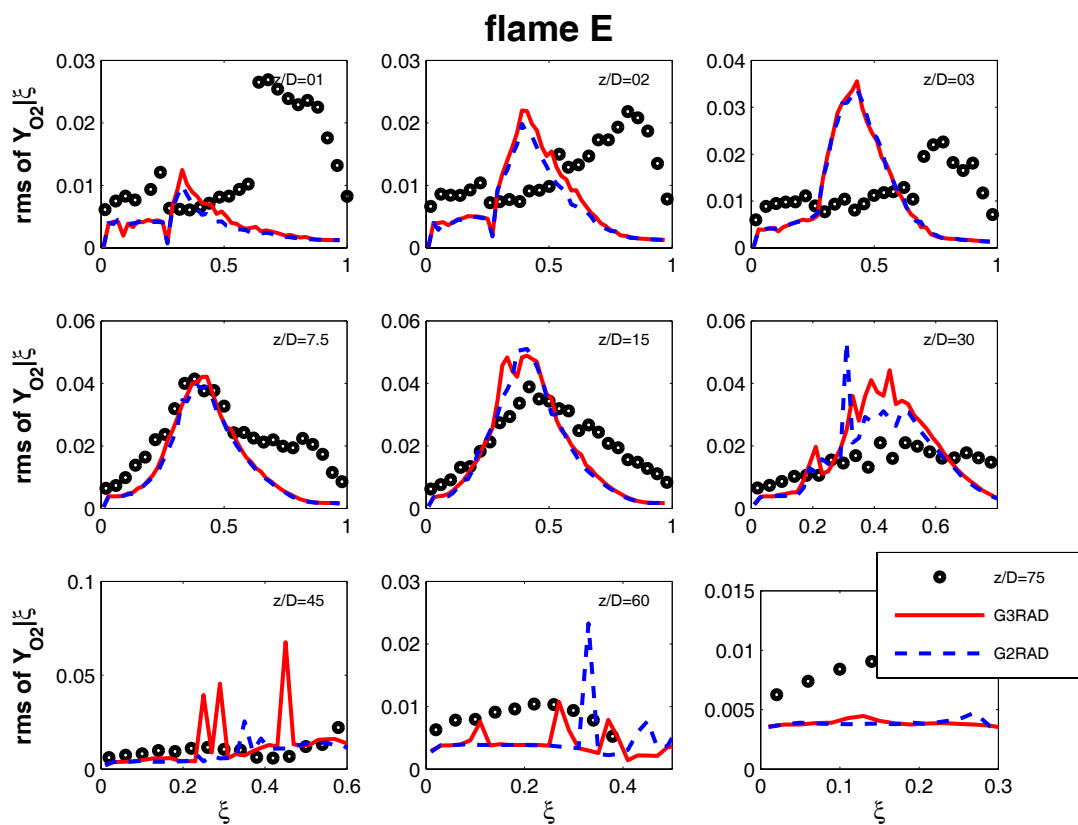 flame E
rms of Y_O2|ξ
0.03
0.02
0.01
0
z/D=01
0 0.5 1
ξ
0.03
0.02
0.01
0
z/D=02
0 0.5 1
ξ
0.04
0.03
0.02
0.01
0
z/D=03
0 0.5 1
ξ
rms of Y_O2|ξ
0.06
0.04
0.02
0
z/D=7.5
0 0.5 1
0.06
0.04
0.02
0
z/D=15
0 0.5 1
0.06
0.04
0.02
0
z/D=30
0 0.2 0.4 0.6
rms of Y_O2|ξ
0.1
0.05
0
z/D=45
0 0.2 0.4 0.6
ξ
0.03
0.02
0.01
0
z/D=60
0 0.2 0.4
ξ
0.015
0.01
0.005
0
0 0.1 0.2 0.3
ξ
z/D=75
G3RAD
G2RAD